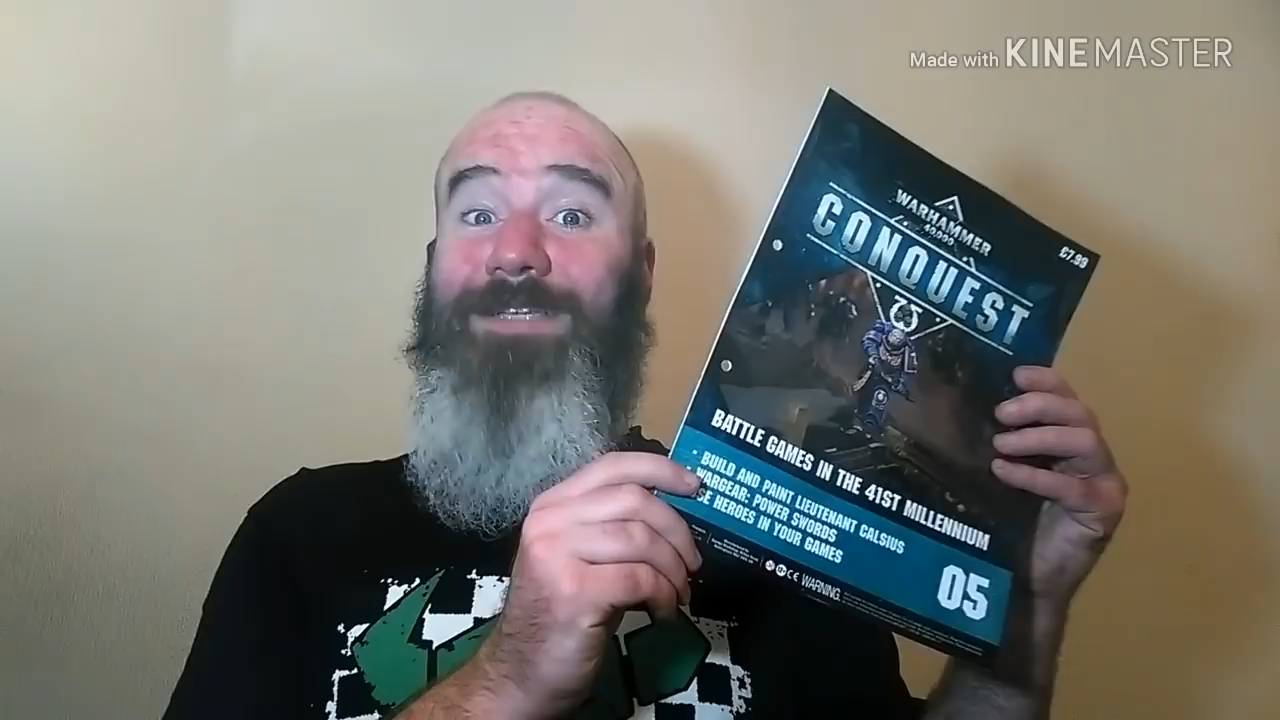 Made with KINEMASTER
WARHAMMER
40,000
CONQUEST
£7.99
BATTLE GAMES IN THE 41ST MILLENNIUM
· BUILD AND PAINT LIEUTENANT CALSIUS
· WARGEAR: POWER SWORDS
HEROES IN YOUR GAMES
05
CE WARNING.